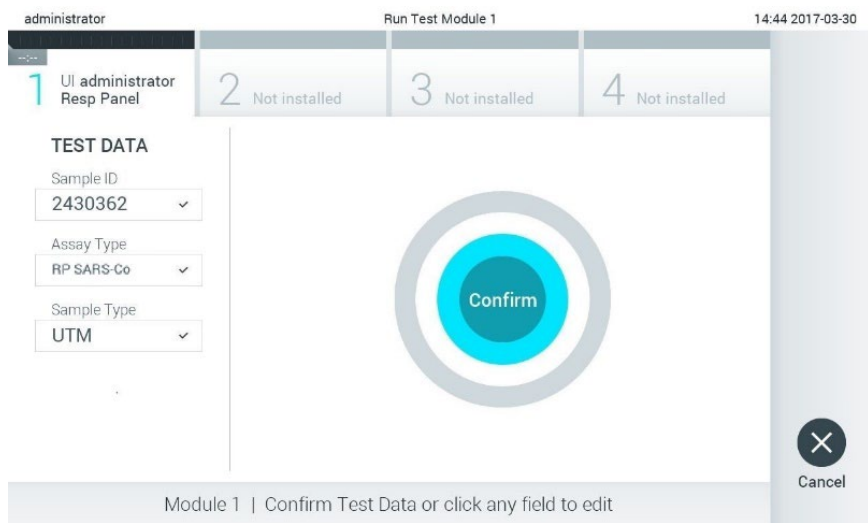 administrator Run Test Module 1 14:44 2017-03-30
--:--
1 UI administrator Resp Panel
2 Not installed
3 Not installed
4 Not installed
TEST DATA
Sample ID
2430362
Assay Type
RP SARS-Co
Sample Type
UTM
Confirm
Cancel
Module 1 | Confirm Test Data or click any field to edit